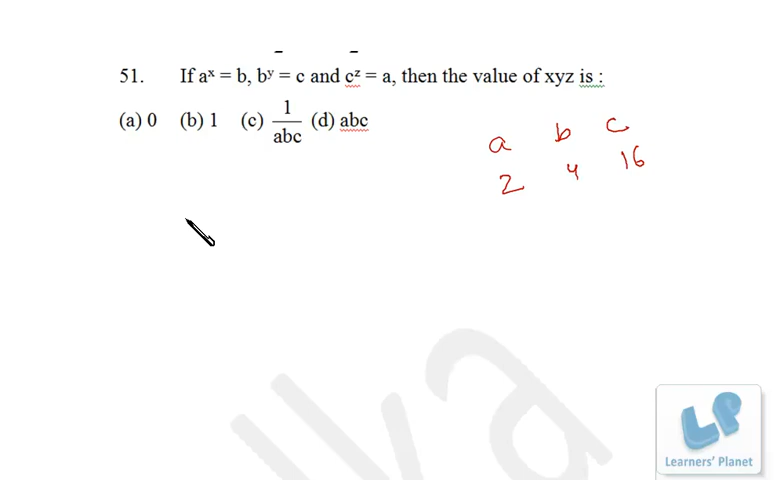 51. If aˣ = b, bʸ = c and cᶻ = a, then the value of xyz is :
(a) 0 (b) 1 (c) 1/abc (d) abc
a b c
2 4 16
LP
Learners' Planet